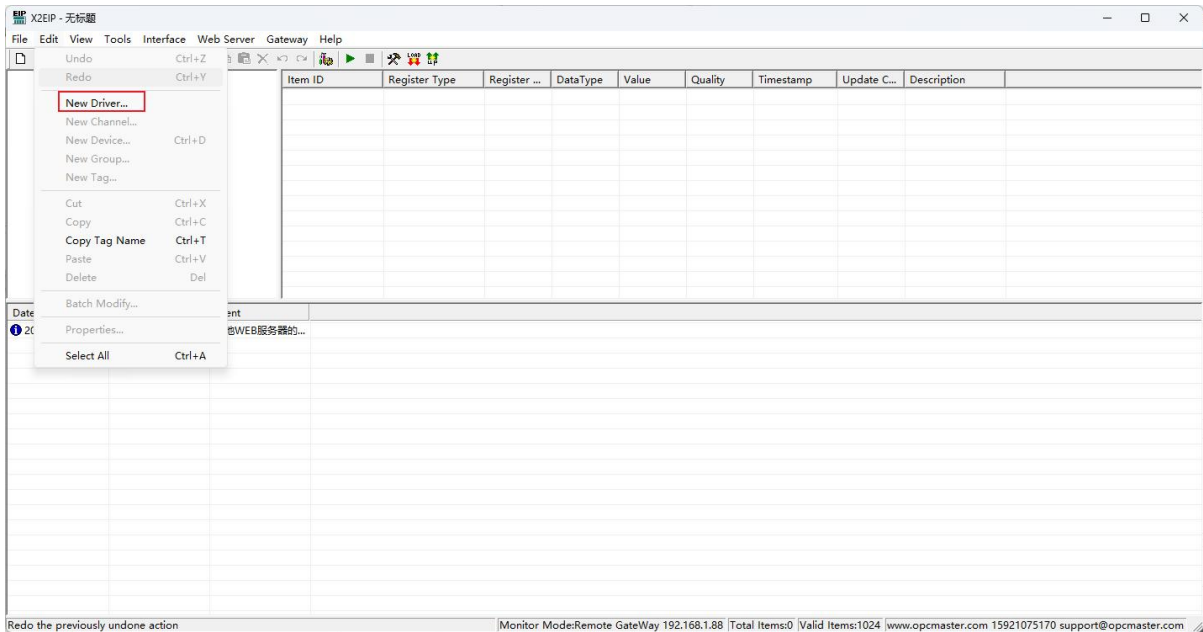 EIP X2EIP - 无标题
File Edit View Tools Interface Web Server Gateway Help
Undo Ctrl+Z
LOAD
Redo Ctrl+Y
Item ID Register Type Register ... DataType Value Quality Timestamp Update C... Description
New Driver...
New Channel...
New Device... Ctrl+D
New Group...
New Tag...
Cut Ctrl+X
Copy Ctrl+C
Copy Tag Name Ctrl+T
Paste Ctrl+V
Delete Del
Batch Modify...
Date ent
20 Properties... WEB服务器的...
Select All Ctrl+A
Redo the previously undone action Monitor Mode:Remote GateWay 192.168.1.88 Total Items:0 Valid Items:1024 www.opcmaster.com 15921075170 support@opcmaster.com